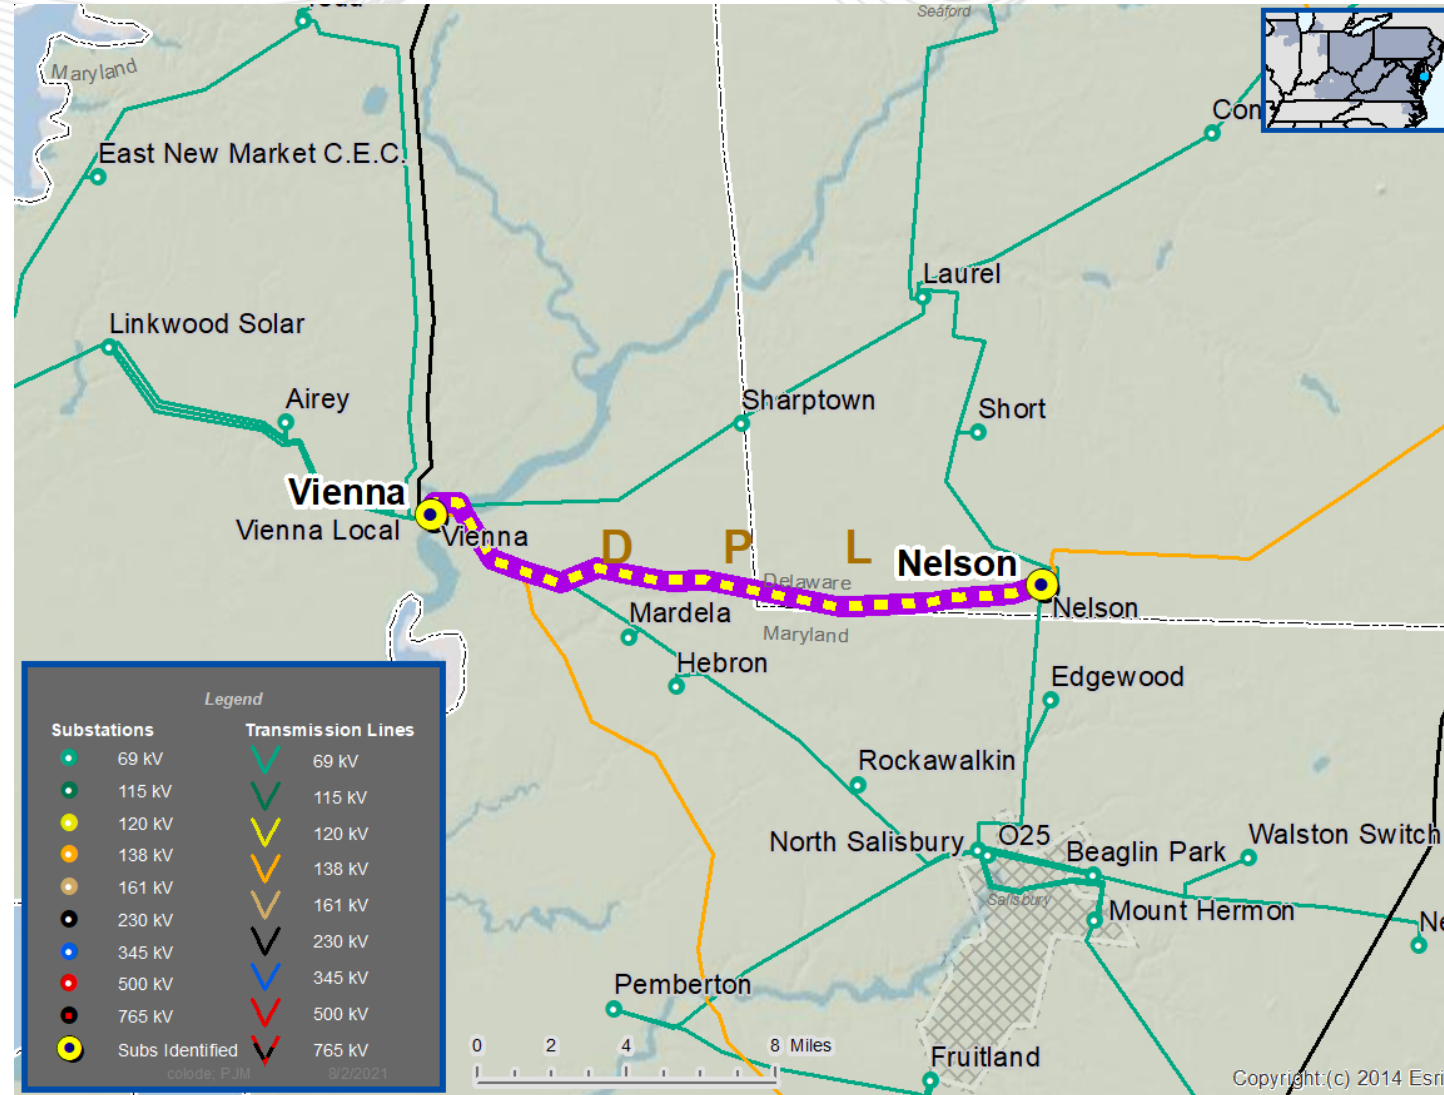 Seaford
Maryland
East New Market C.E.C.
Linkwood Solar
Airey
Laurel
Sharptown
Short
Vienna
Vienna Local
Vienna
D P L
Nelson
Nelson
Delaware
Maryland
Mardela
Hebron
Edgewood
Rockawalkin
North Salisbury
O25
Beaglin Park
Walston Switch
Salisbury
Mount Hermon
Pemberton
Fruitland
Legend
Substations Transmission Lines
69 kV 69 kV
115 kV 115 kV
120 kV 120 kV
138 kV 138 kV
161 kV 161 kV
230 kV 230 kV
345 kV 345 kV
500 kV 500 kV
765 kV 765 kV
Subs Identified
colode: PJM 8/2/2021
0 2 4 8 Miles
Copyright:(c) 2014 Esri